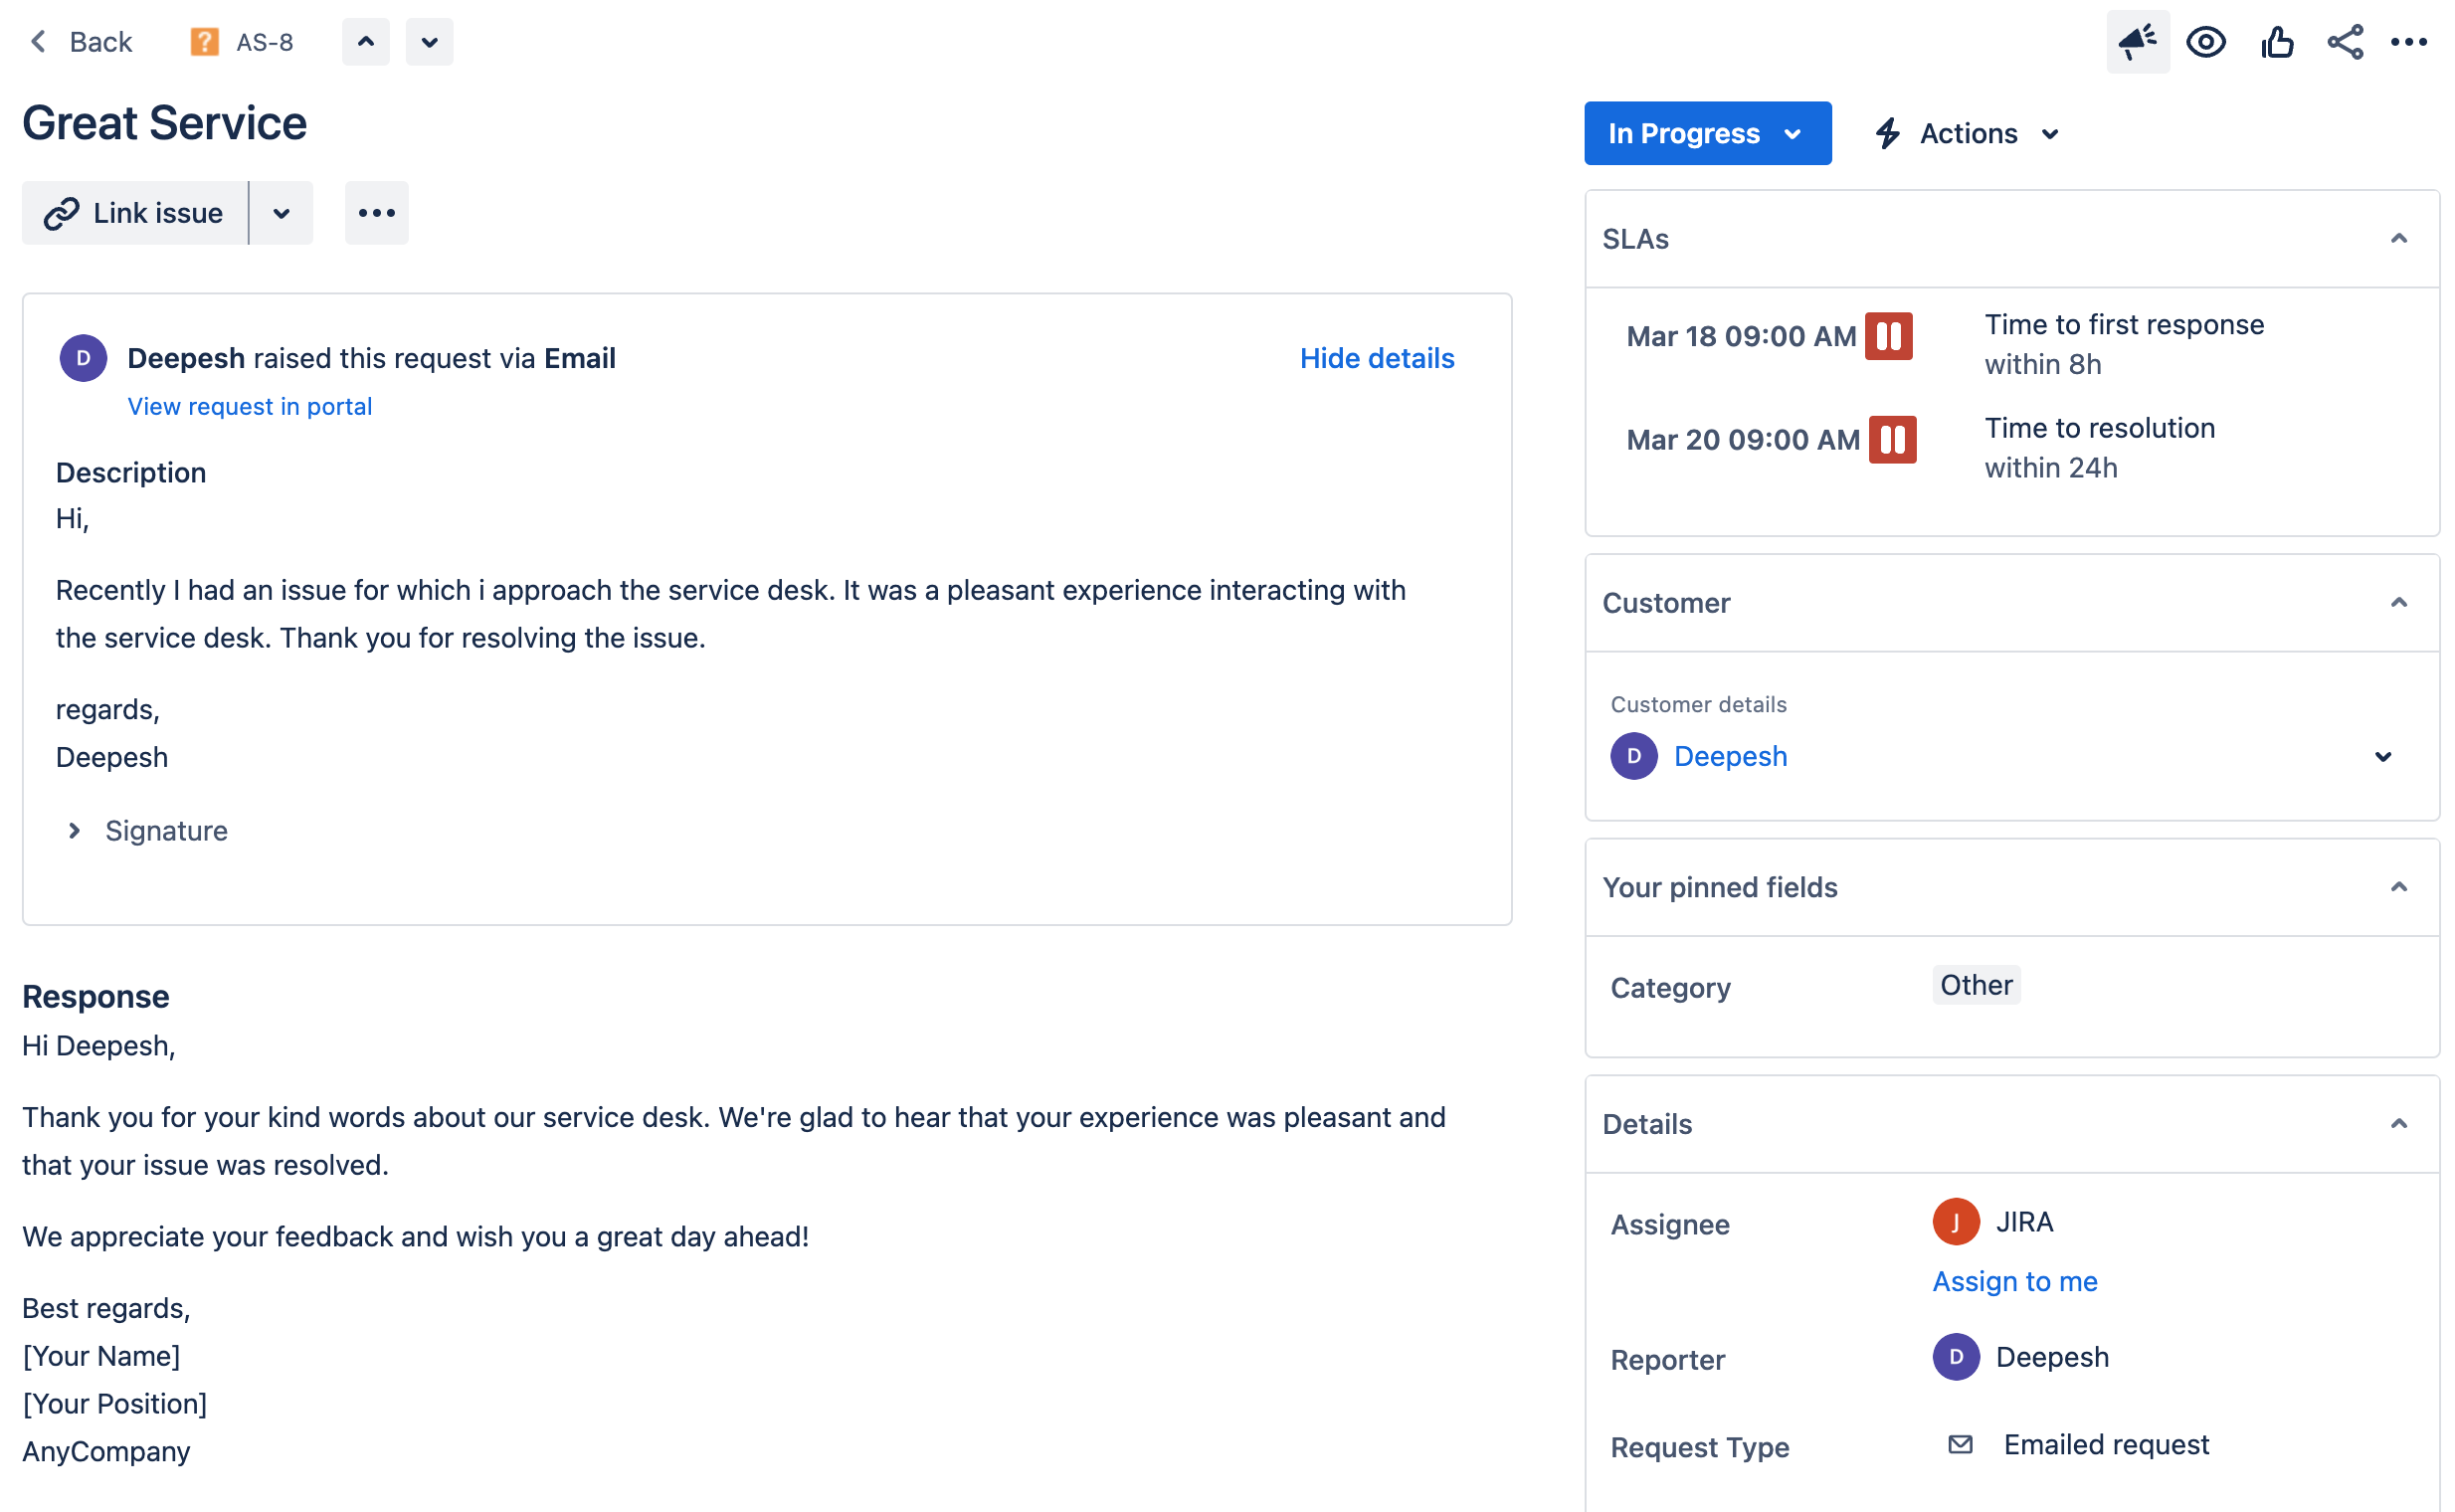 Back
AS-8
Great Service
Link issue
D
Deepesh raised this request via Email
Hide details
View request in portal
Description
Hi,
Recently I had an issue for which i approach the service desk. It was a pleasant experience interacting with
the service desk. Thank you for resolving the issue.
regards,
Deepesh
Signature
Response
Hi Deepesh,
Thank you for your kind words about our service desk. We're glad to hear that your experience was pleasant and
that your issue was resolved.
We appreciate your feedback and wish you a great day ahead!
Best regards,
[Your Name]
[Your Position]
AnyCompany
In Progress
Actions
SLAs
Mar 18 09:00 AM
Time to first response
within 8h
Mar 20 09:00 AM
Time to resolution
within 24h
Customer
Customer details
D
Deepesh
Your pinned fields
Category
Other
Details
Assignee
J
JIRA
Assign to me
Reporter
D
Deepesh
Request Type
Emailed request